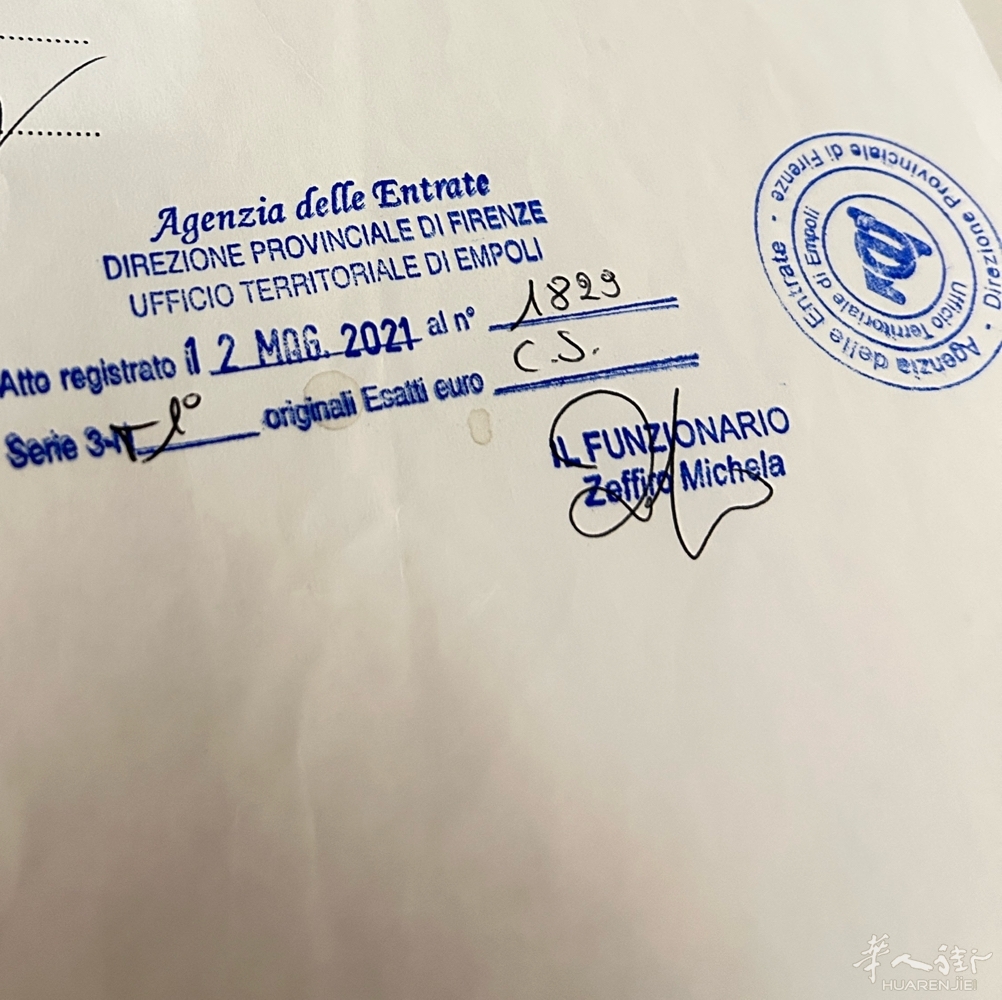 Agenzia delle Entrate
DIREZIONE PROVINCIALE DI FIRENZE
UFFICIO TERRITORIALE DI EMPOLI
Atto registrato il 12 MAG. 2021 al n° 1829
Serie 3-T 1° originali Esatti euro C.S.
IL FUNZIONARIO
Zeffiro Michela
Agenzia delle Entrate · Direzione Provinciale di Firenze ·
Ufficio Territoriale di Empoli
華人街
HUARENJIE